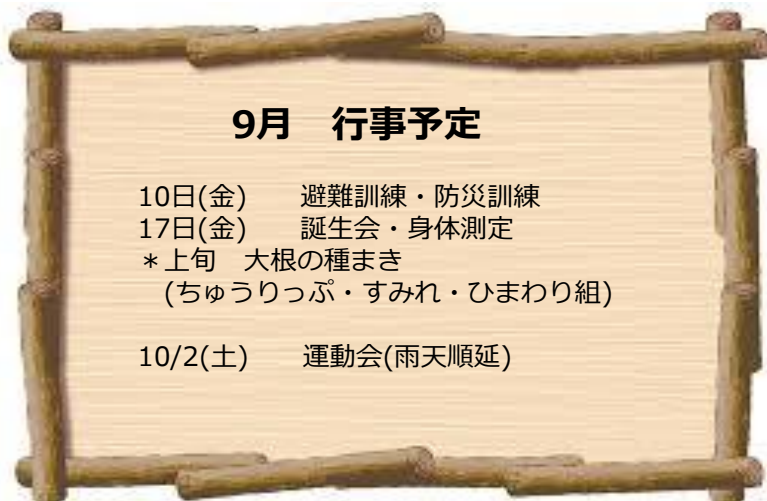 9月　行事予定
10日(金)　　避難訓練・防災訓練
17日(金)　　誕生会・身体測定
＊上旬　大根の種まき
(ちゅうりっぷ・すみれ・ひまわり組)
10/2(土)　　運動会(雨天順延)